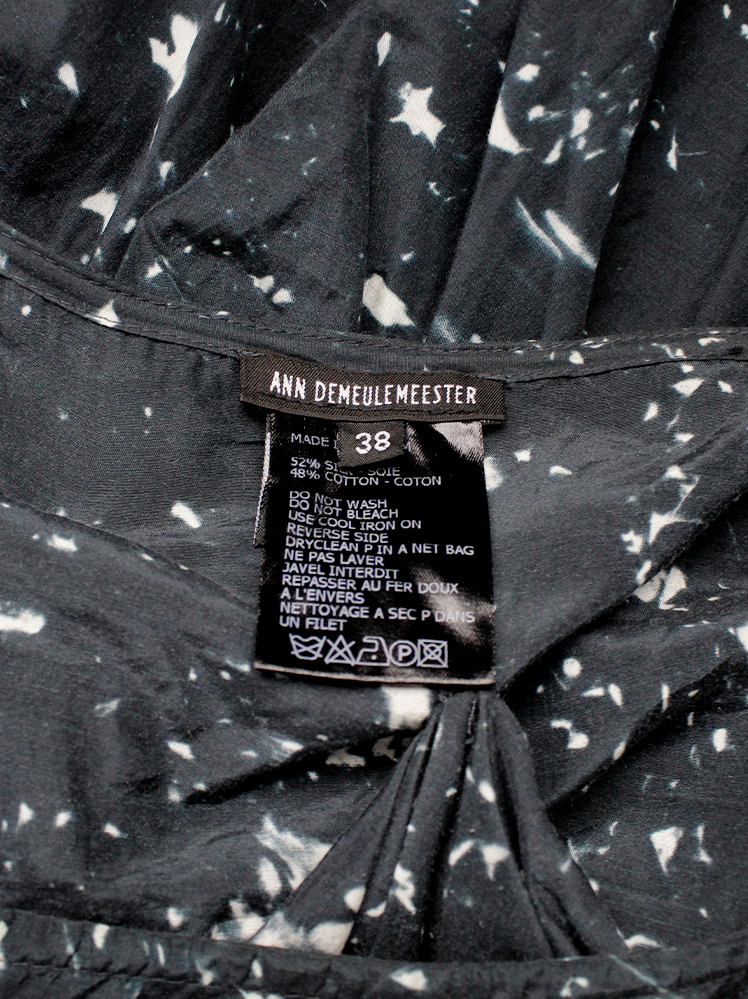 ANN DEMEULEMEESTER
38
MADE
52% - SOIE
48% COTTON - COTON
DO NOT WASH
DO NOT BLEACH
USE COOL IRON ON
REVERSE SIDE
DRYCLEAN P IN A NET BAG
NE PAS LAVER
JAVEL INTERDIT
REPASSER AU FER DOUX
A L'ENVERS
NETTOYAGE A SEC P DANS
UN FILET
P